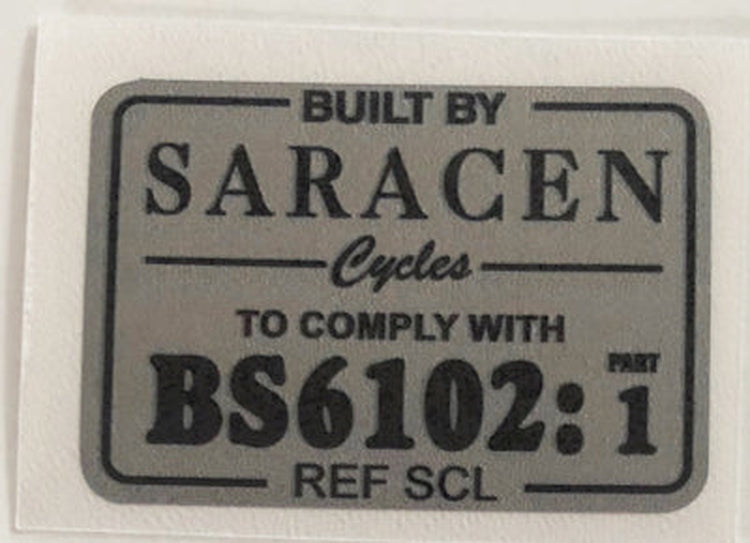 BUILT BY
SARACEN
Cycles
TO COMPLY WITH
BS6102: PART 1
REF SCL